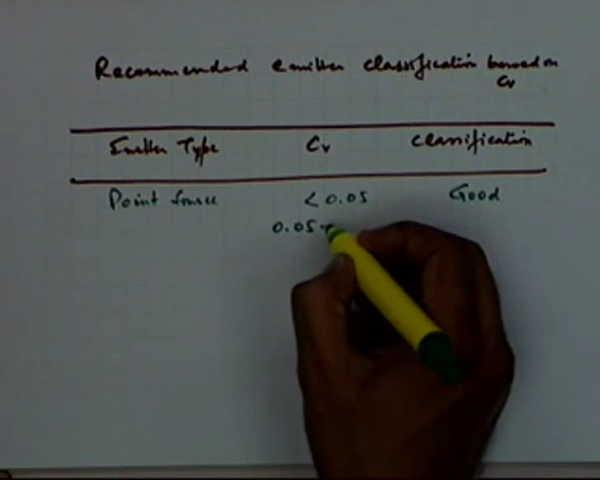 Recommended emitter classification based on
Cv
Emitter Type Cv Classification
Point Source < 0.05 Good
0.05